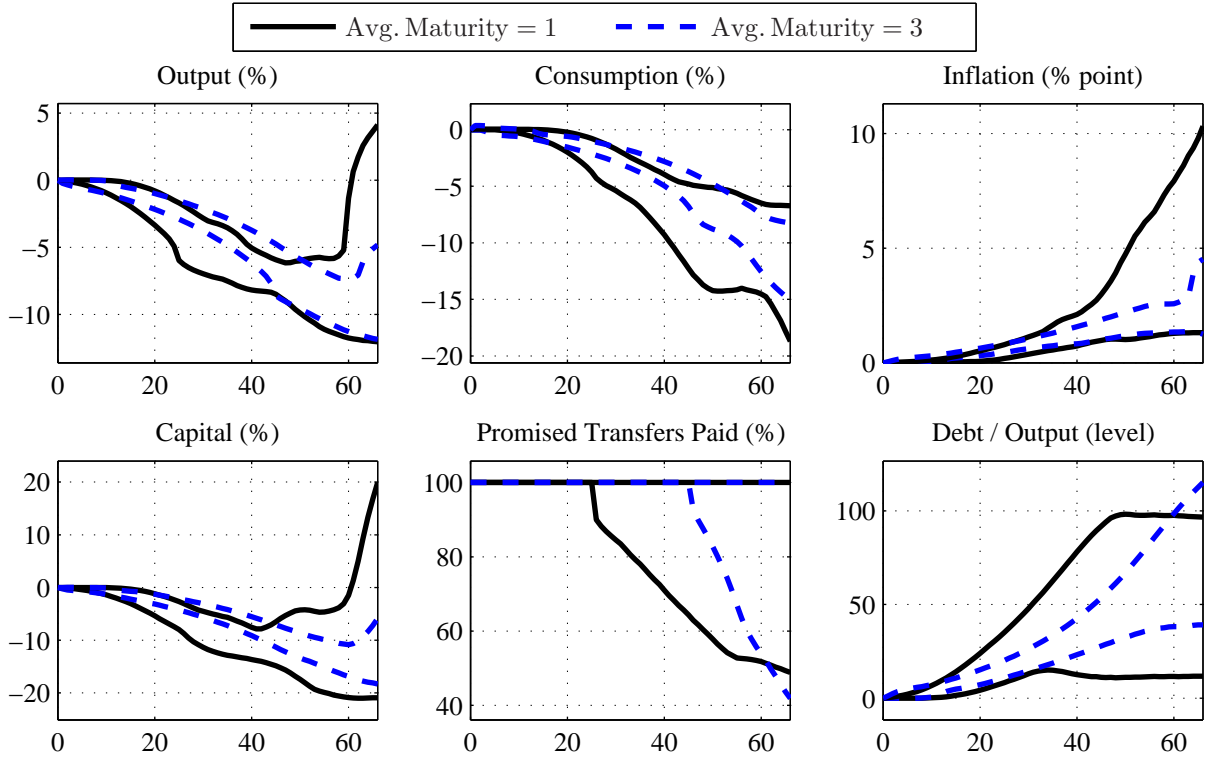 Avg. Maturity = 1 Avg. Maturity = 3
Output (%) Consumption (%) Inflation (% point)
5
0
−5
−10
0 20 40 60
0
−5
−10
−15
−20
0 20 40 60
10
5
0
0 20 40 60
Capital (%) Promised Transfers Paid (%) Debt / Output (level)
20
10
0
−10
−20
0 20 40 60
100
80
60
40
0 20 40 60
100
50
0
0 20 40 60